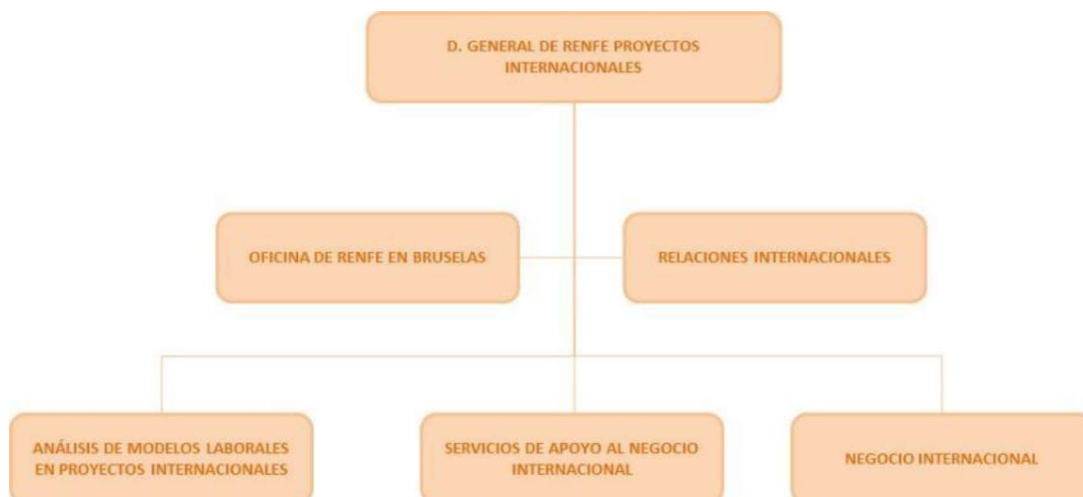 D. GENERAL DE RENFE PROYECTOS
INTERNACIONALES
OFICINA DE RENFE EN BRUSELAS
RELACIONES INTERNACIONALES
ANÁLISIS DE MODELOS LABORALES
EN PROYECTOS INTERNACIONALES
SERVICIOS DE APOYO AL NEGOCIO
INTERNACIONAL
NEGOCIO INTERNACIONAL